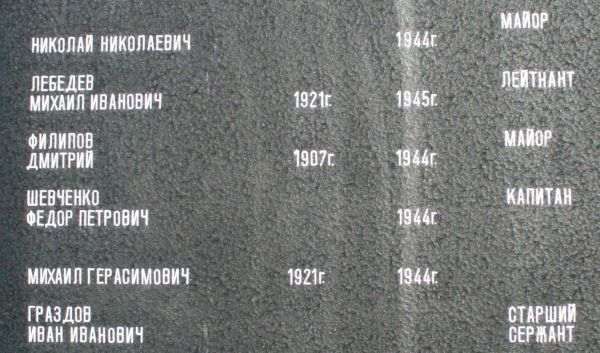 МАЙОР
НИКОЛАЙ НИКОЛАЕВИЧ 1944г.
ЛЕБЕДЕВ ЛЕЙТНАНТ
МИХАИЛ ИВАНОВИЧ 1921г. 1945г.
ФИЛИПОВ МАЙОР
ДМИТРИЙ 1907г. 1944г.
ШЕВЧЕНКО КАПИТАН
ФЕДОР ПЕТРОВИЧ 1944г.
МИХАИЛ ГЕРАСИМОВИЧ 1921г. 1944г.
ГРАЗДОВ СТАРШИЙ
ИВАН ИВАНОВИЧ СЕРЖАНТ